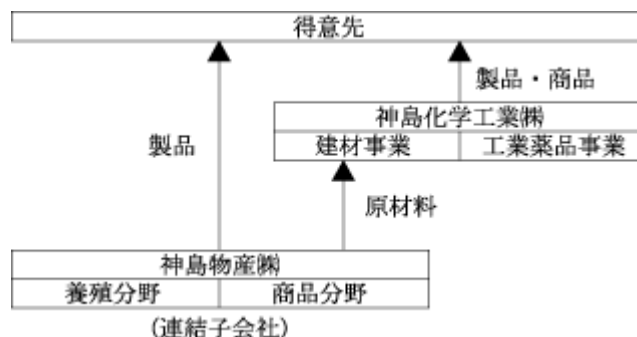 得意先
製品・商品
神島化学工業㈱
建材事業 工業薬品事業
製品
原材料
神島物産㈱
養殖分野 商品分野
(連結子会社)